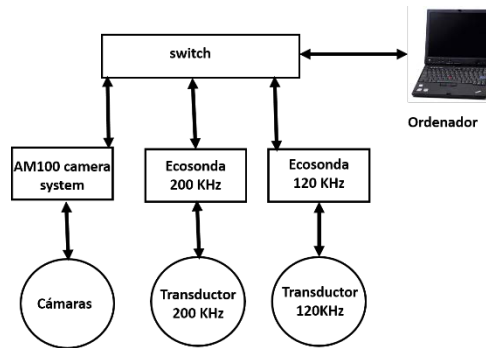 switch
Ordenador
AM100 camera
system
Ecosonda
200 KHz
Ecosonda
120 KHz
Cámaras
Transductor
200 KHz
Transductor
120KHz